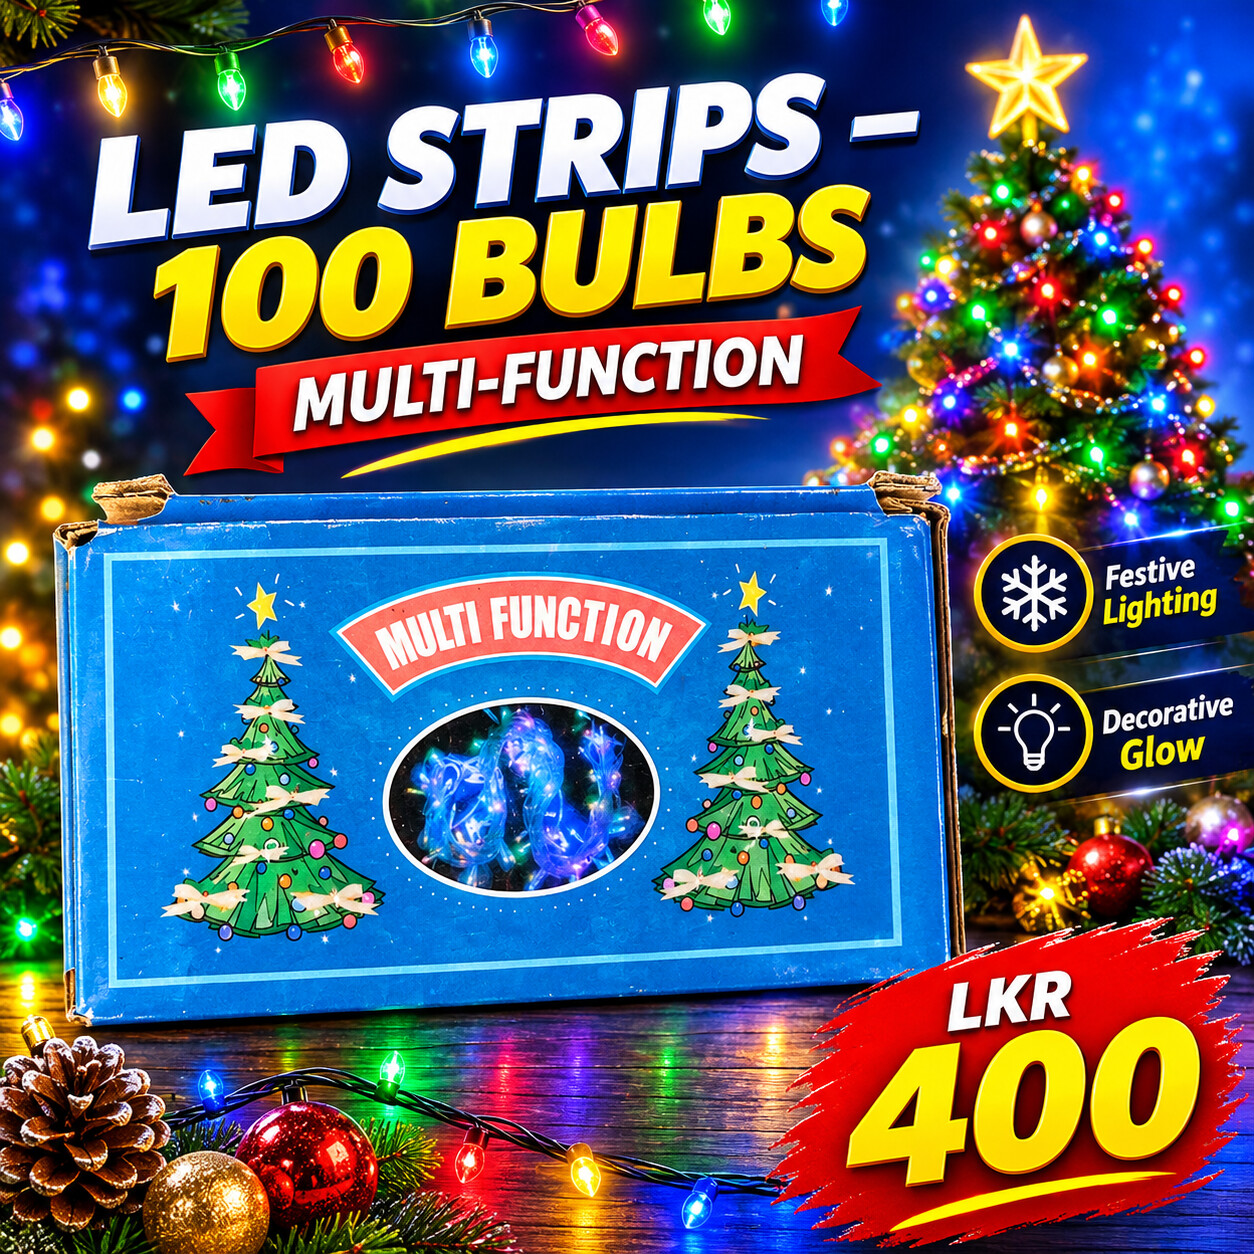 LED STRIPS –
100 BULBS
MULTI-FUNCTION
MULTI FUNCTION
Festive
Lighting
Decorative
Glow
LKR
400